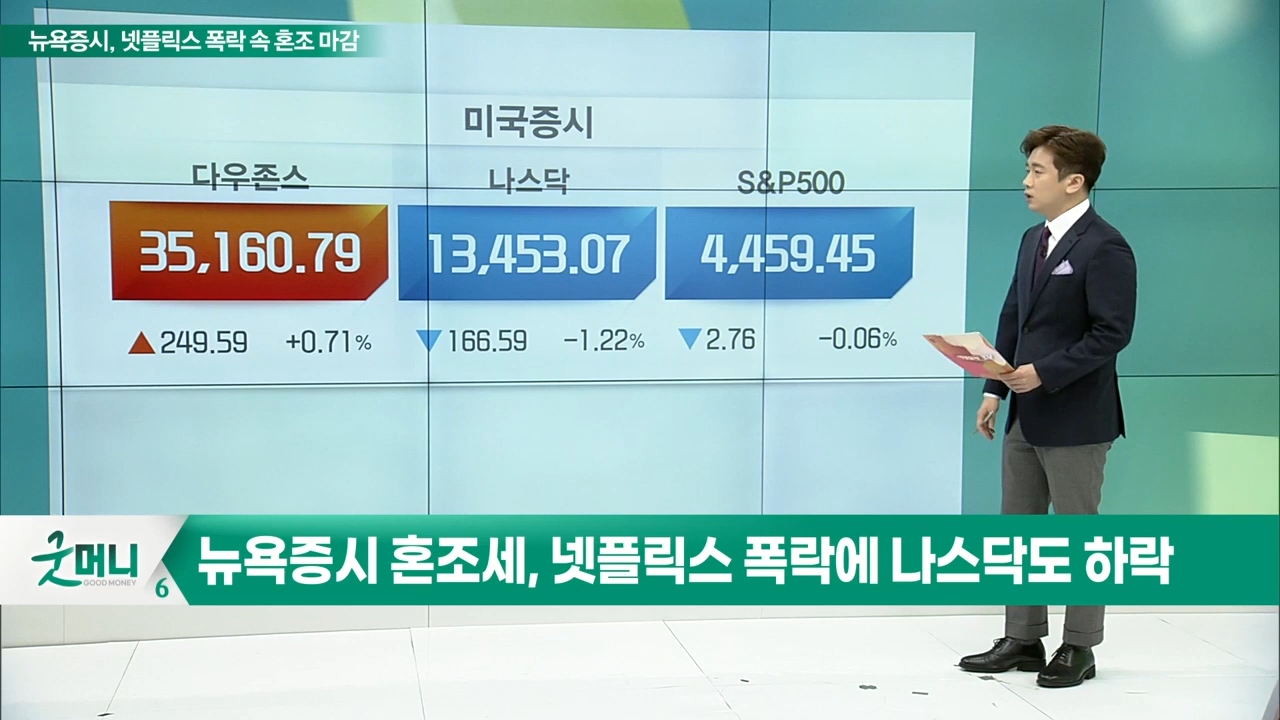 뉴욕증시, 넷플릭스 폭락 속 혼조 마감
미국증시
다우존스 나스닥 S&P500
35,160.79 13,453.07 4,459.45
▲249.59 +0.71% ▼166.59 -1.22% ▼2.76 -0.06%
굿머니
GOOD MONEY
6
뉴욕증시 혼조세, 넷플릭스 폭락에 나스닥도 하락